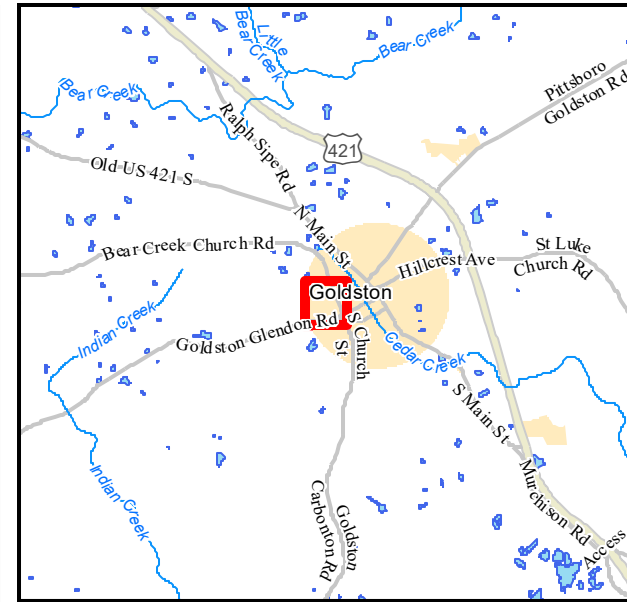 Little
Bear Creek
Bear Creek
Bear Creek
Pittsboro
Goldston Rd
Ralph Sipe Rd
421
Old US 421 S
N Main St
Bear Creek Church Rd
Hillcrest Ave
St Luke
Church Rd
Goldston
Indian Creek
Goldston Glendon Rd
S Church
St
Cedar Creek
S Main St
Indian Creek
Goldston
Carbonton Rd
Murchison Rd
Access